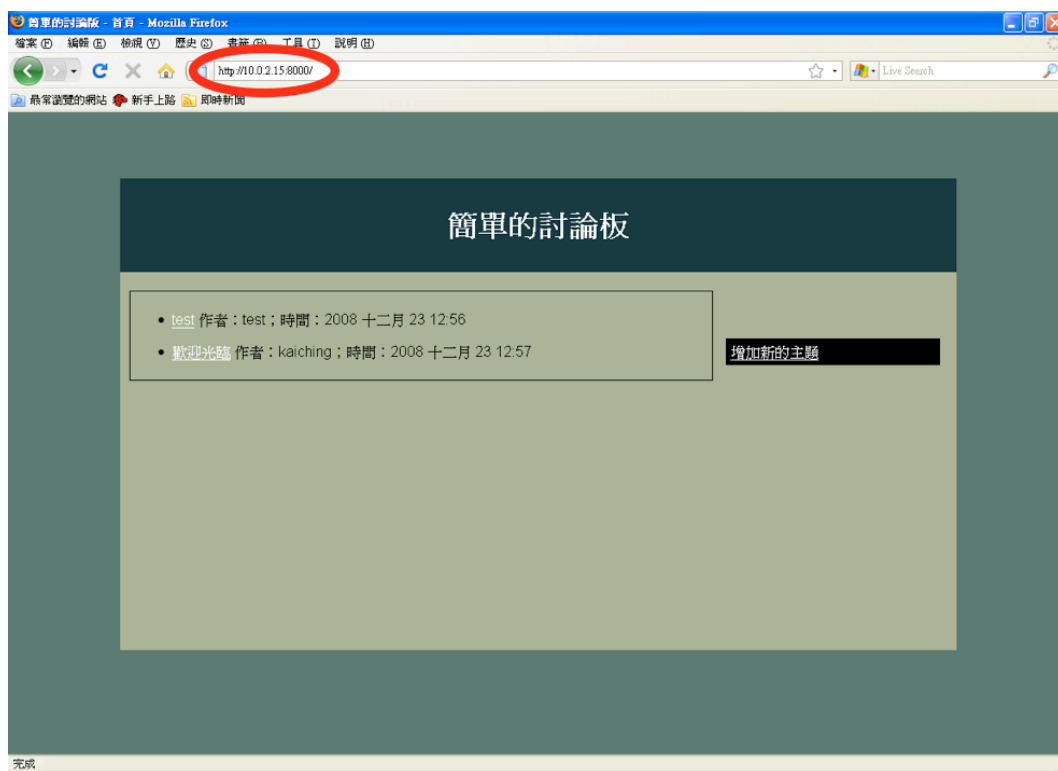 簡單的討論版 - 首頁 - Mozilla Firefox
檔案(F) 編輯(E) 檢視(V) 歷史(S) 書籤(B) 工具(T) 說明(H)
http://10.0.2.15:8000/
Live Search
最常瀏覽的網站 新手上路 即時新聞
簡單的討論板
• test 作者：test；時間：2008 十二月 23 12:56
• 歡迎光臨 作者：kaiching；時間：2008 十二月 23 12:57
增加新的主題
完成